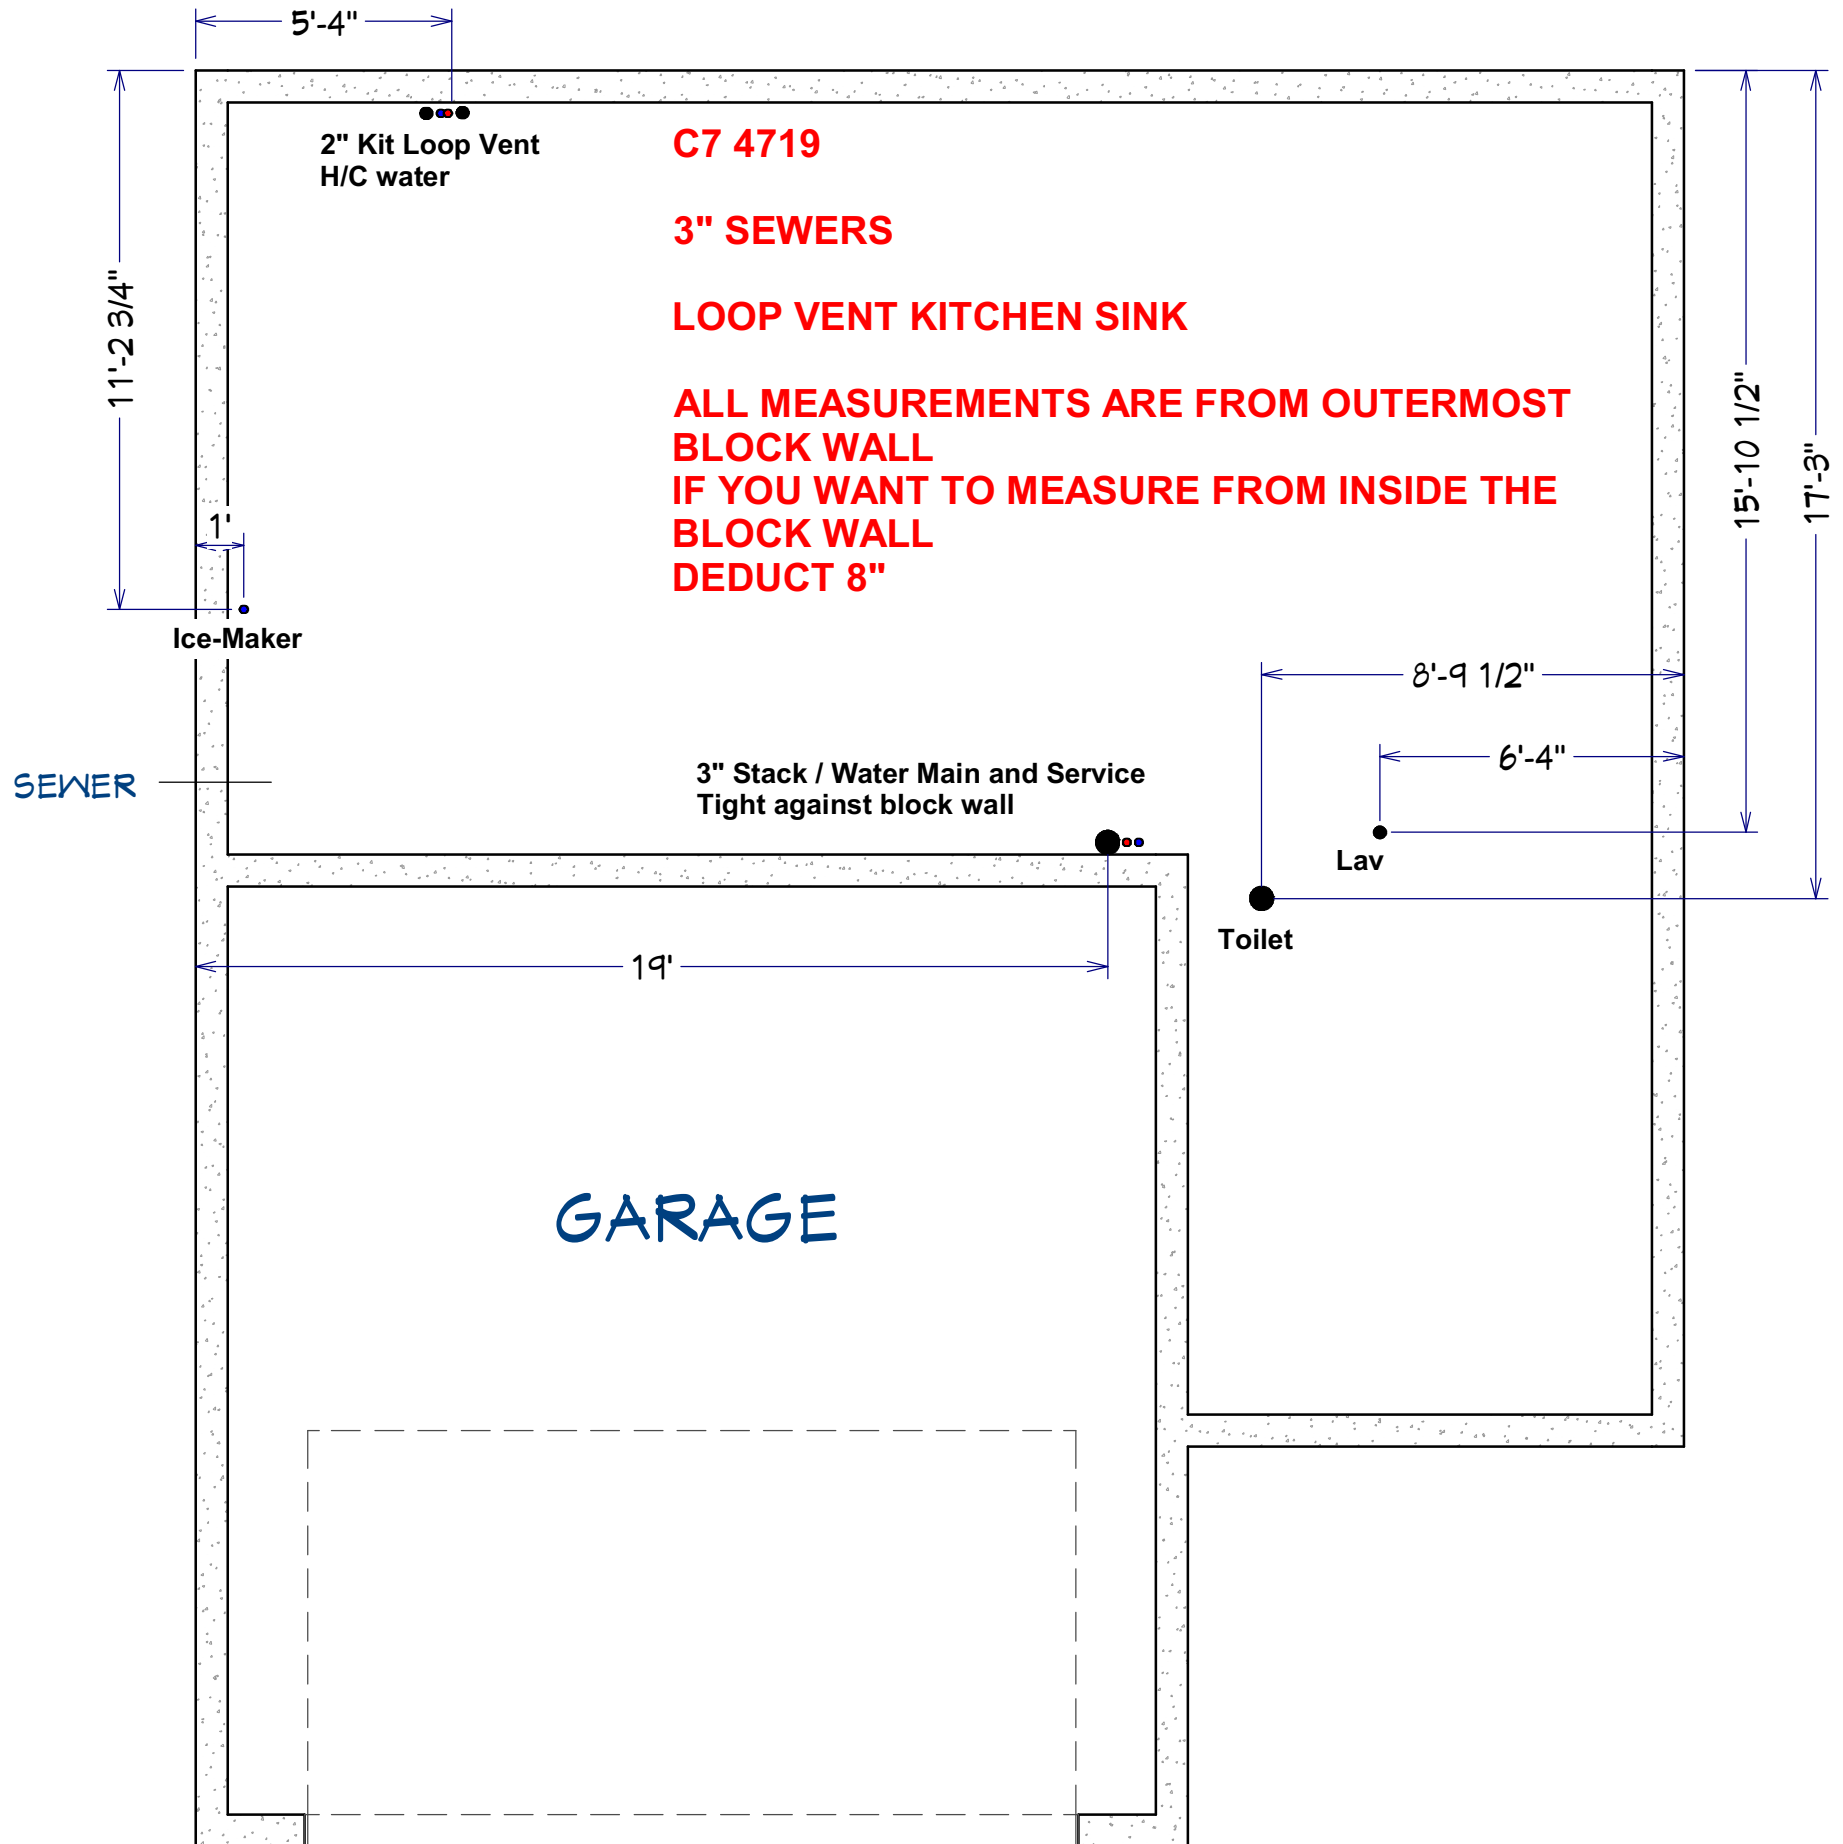 5'-4"
2" Kit Loop Vent
H/C water
C7 4719
3" SEWERS
LOOP VENT KITCHEN SINK
ALL MEASUREMENTS ARE FROM OUTERMOST
BLOCK WALL
IF YOU WANT TO MEASURE FROM INSIDE THE
BLOCK WALL
DEDUCT 8"
11'-2 3/4"
15'-10 1/2"
17'-3"
1'
Ice-Maker
8'-9 1/2"
6'-4"
SEWER
3" Stack / Water Main and Service
Tight against block wall
Lav
Toilet
19'
GARAGE